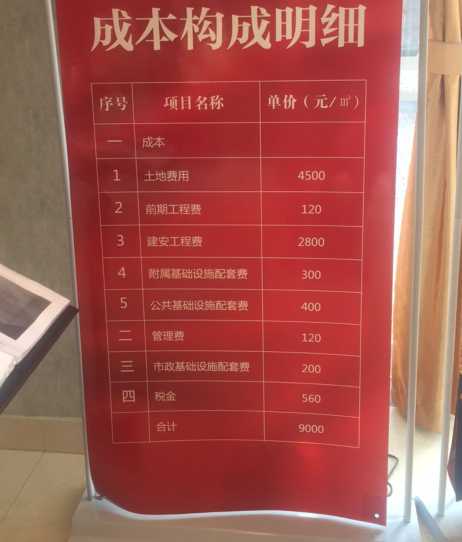 成本构成明细
序号 项目名称 单价（元/㎡）
一 成本
1 土地费用 4500
2 前期工程费 120
3 建安工程费 2800
4 附属基础设施配套费 300
5 公共基础设施配套费 400
二 管理费 120
三 市政基础设施配套费 200
四 税金 560
合计 9000